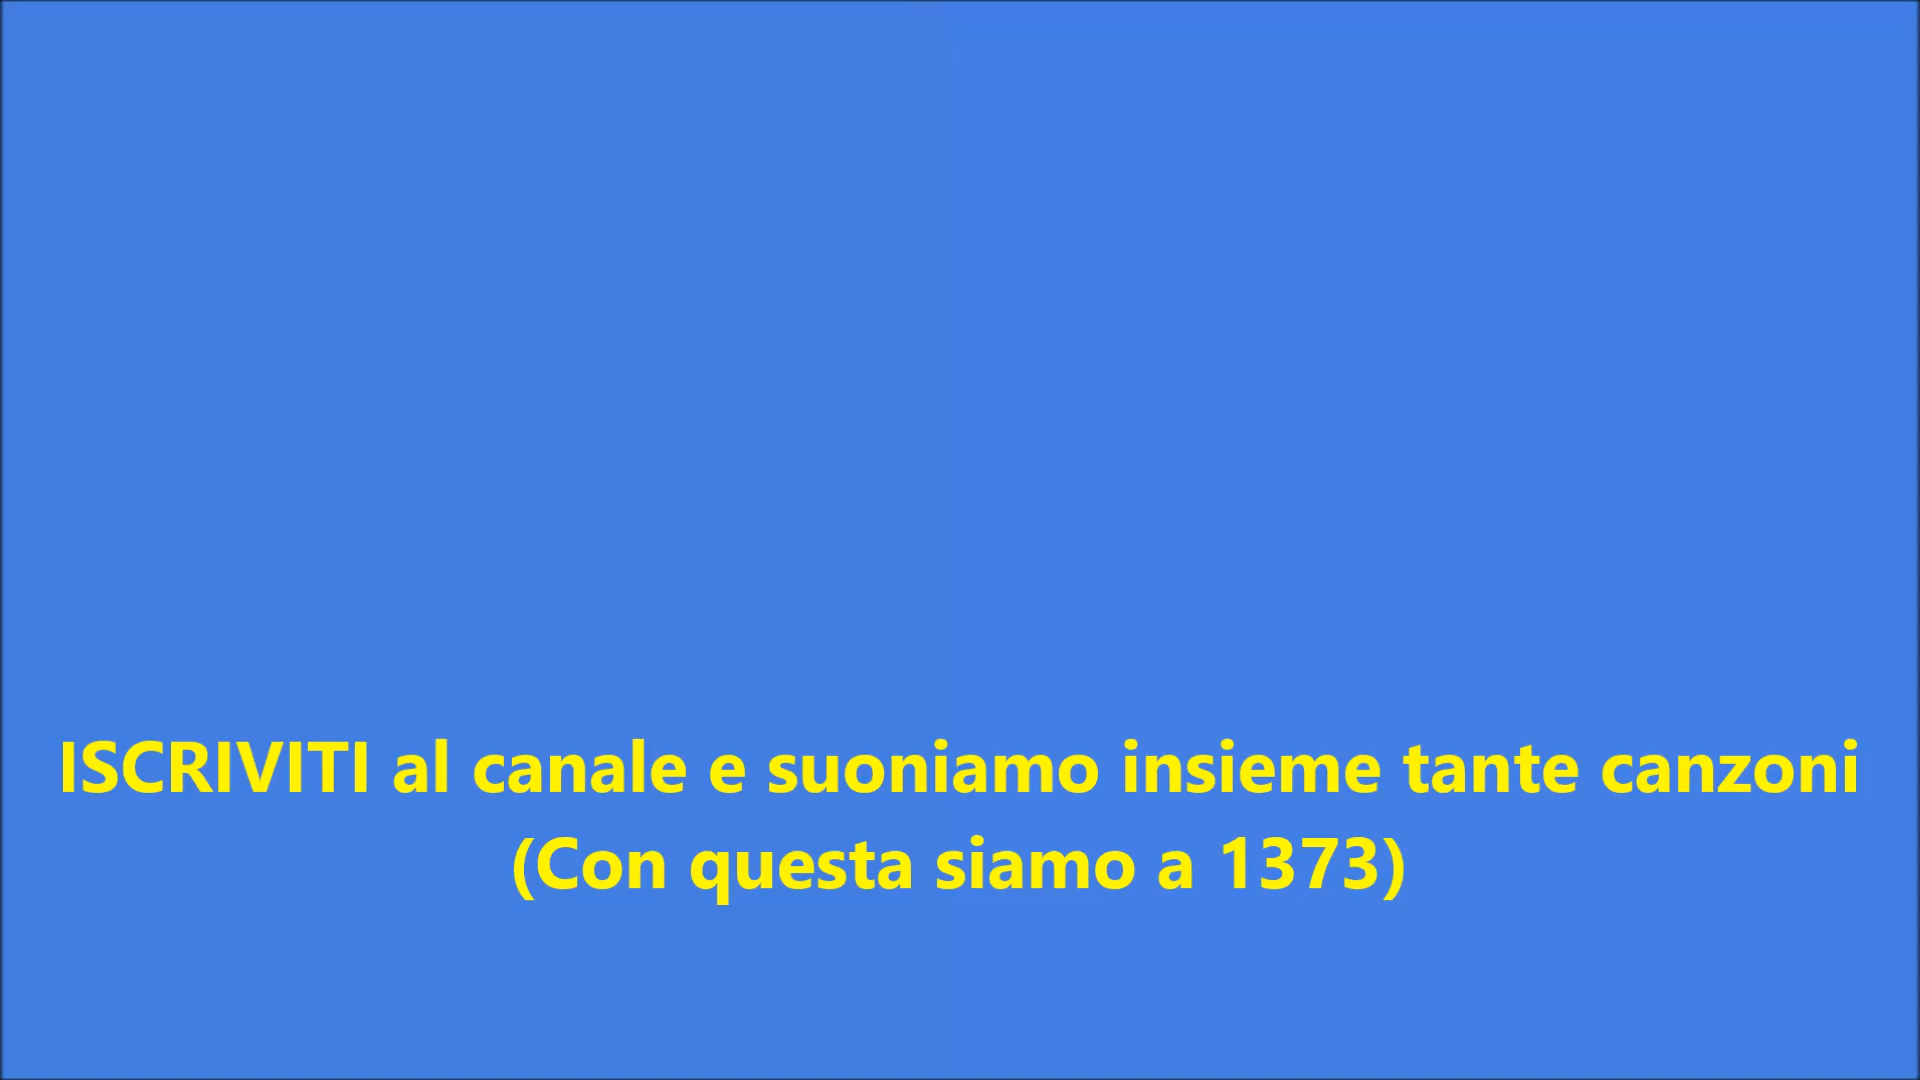 ISCRIVITI al canale e suoniamo insieme tante canzoni
(Con questa siamo a 1373)